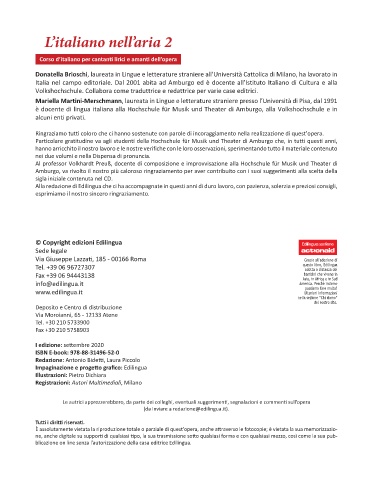 L'italiano nell'aria 2
Corso d'italiano per cantanti lirici e amanti dell'opera
Donatella Brioschi, laureata in Lingue e letterature straniere all'Università Cattolica di Milano, ha lavorato in
Italia nel campo editoriale. Dal 2001 abita ad Amburgo ed è docente all'Istituto Italiano di Cultura e alla
Volkshochschule. Collabora come traduttrice e redattrice per varie case editrici.
Mariella Martini-Merschmann, laureata in Lingue e letterature straniere presso l'Università di Pisa, dal 1991
è docente di lingua italiana alla Hochschule für Musik und Theater di Amburgo, alla Volkshochschule e in
alcuni enti privati.
Ringraziamo tutti coloro che ci hanno sostenute con parole di incoraggiamento nella realizzazione di quest'opera.
Particolare gratitudine va agli studenti della Hochschule für Musik und Theater di Amburgo che, in tutti questi anni,
hanno arricchito il nostro lavoro e le nostre verifiche con le loro osservazioni, sperimentando tutto il materiale contenuto
nei due volumi e nella Dispensa di pronuncia.
Al professor Volkhardt Preuß, docente di composizione e improvvisazione alla Hochschule für Musik und Theater di
Amburgo, va rivolto il nostro più caloroso ringraziamento per aver contribuito con i suoi suggerimenti alla scelta della
sigla iniziale contenuta nel CD.
Alla redazione di Edilingua che ci ha accompagnate in questi anni di duro lavoro, con pazienza, solerzia e preziosi consigli,
esprimiamo il nostro sincero ringraziamento.
© Copyright edizioni Edilingua
Sede legale
Via Giuseppe Lazzati, 185 - 00166 Roma
Tel. +39 06 96727307
Fax +39 06 94443138
info@edilingua.it
www.edilingua.it
Deposito e Centro di distribuzione
Via Moroianni, 65 - 12133 Atene
Tel. +30 210 5733900
Fax +30 210 5758903
I edizione: settembre 2020
ISBN E-book: 978-88-31496-52-0
Redazione: Antonio Bidetti, Laura Piccolo
Impaginazione e progetto grafico: Edilingua
Illustrazioni: Pietro Dichiara
Registrazioni: Autori Multimediali, Milano
Edilingua sostiene
actionaid
Grazie all'adozione di
questo libro, Edilingua
adotta a distanza dei
bambini che vivono in
Asia, in Africa e in Sud
America. Perché insieme
possiamo fare molto!
Ulteriori informazioni
nella sezione "Chi siamo"
del nostro sito.
Le autrici apprezzerebbero, da parte dei colleghi, eventuali suggerimenti, segnalazioni e commenti sull'opera
(da inviare a redazione@edilingua.it).
Tutti i diritti riservati.
È assolutamente vietata la riproduzione totale o parziale di quest'opera, anche attraverso le fotocopie; è vietata la sua memorizzazio-
ne, anche digitale su supporti di qualsiasi tipo, la sua trasmissione sotto qualsiasi forma e con qualsiasi mezzo, così come la sua pub-
blicazione on line senza l'autorizzazione della casa editrice Edilingua.